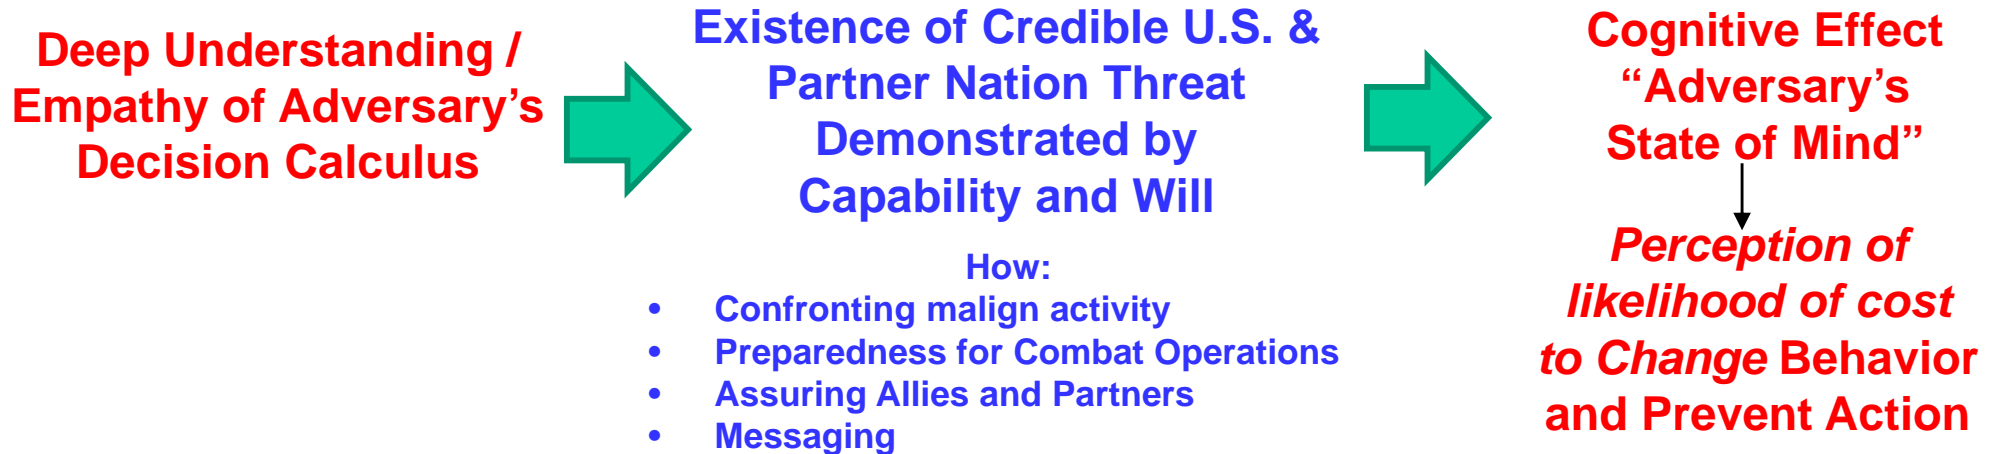 Deep Understanding /
Empathy of Adversary’s
Decision Calculus
Existence of Credible U.S. &
Partner Nation Threat
Demonstrated by
Capability and Will
How:
• Confronting malign activity
• Preparedness for Combat Operations
• Assuring Allies and Partners
• Messaging
Cognitive Effect
“Adversary’s
State of Mind”
Perception of
likelihood of cost
to Change Behavior
and Prevent Action